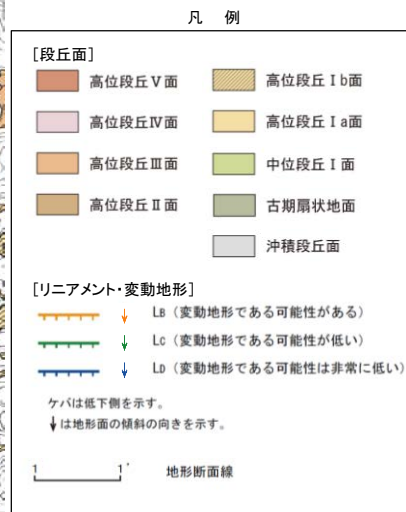 凡 例
[段丘面]
高位段丘Ⅴ面
高位段丘Ⅳ面
高位段丘Ⅲ面
高位段丘Ⅱ面
高位段丘Ⅰb面
高位段丘Ⅰa面
中位段丘Ⅰ面
古期扇状地面
沖積段丘面
[リニアメント・変動地形]
LB（変動地形である可能性がある）
LC（変動地形である可能性が低い）
LD（変動地形である可能性は非常に低い）
ケバは低下側を示す。
↓は地形面の傾斜の向きを示す。
1 1' 地形断面線